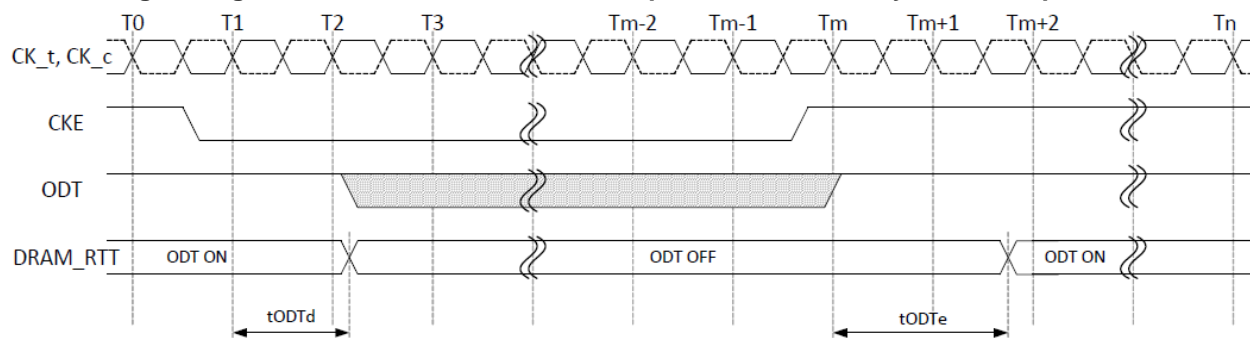 T0 T1 T2 T3 Tm-2 Tm-1 Tm Tm+1 Tm+2 Tn
CK_t, CK_c
CKE
ODT
DRAM_RTT ODT ON ODT OFF ODT ON
tODTd tODTe